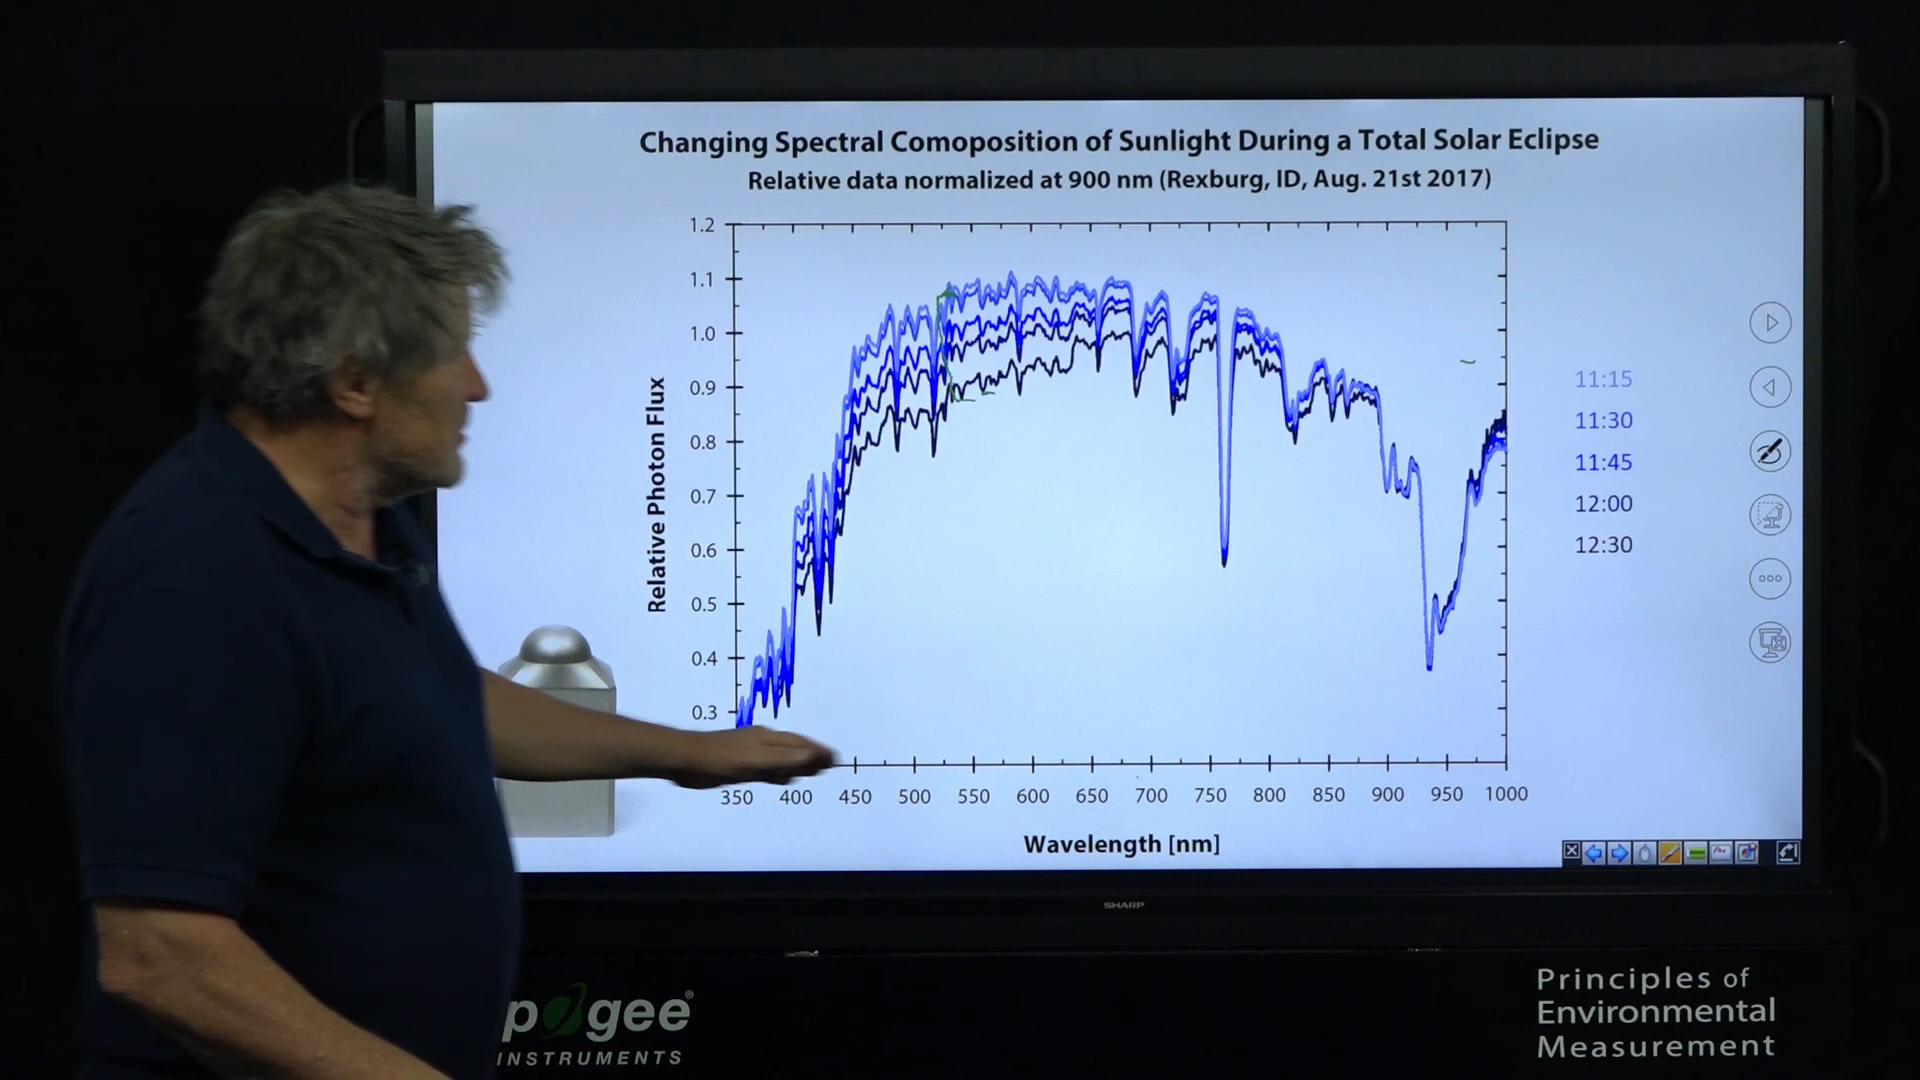 Changing Spectral Comoposition of Sunlight During a Total Solar Eclipse
Relative data normalized at 900 nm (Rexburg, ID, Aug. 21st 2017)
1.2
1.1
1.0
0.9
0.8
0.7
0.6
0.5
0.4
0.3
Relative Photon Flux
350 400 450 500 550 600 650 700 750 800 850 900 950 1000
Wavelength [nm]
11:15
11:30
11:45
12:00
12:30
SHARP
pogee®
INSTRUMENTS
Principles of
Environmental
Measurement